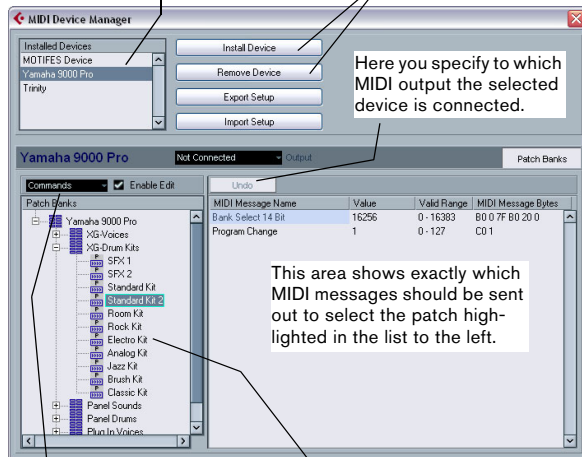 MIDI Device Manager
Installed Devices
MOTIFES Device
Yamaha 9000 Pro
Trinity
Install Device
Remove Device
Export Setup
Import Setup
Here you specify to which
MIDI output the selected
device is connected.
Yamaha 9000 Pro
Not Connected
Output
Patch Banks
Commands
Enable Edit
Undo
Patch Banks
Yamaha 9000 Pro
XG-Voices
XG-Drum Kits
SFX 1
SFX 2
Standard Kit
Standard Kit 2
Room Kit
Rock Kit
Electro Kit
Analog Kit
Jazz Kit
Brush Kit
Classic Kit
Panel Sounds
Panel Drums
Plug In Voices
MIDI Message Name Value Valid Range MIDI Message Bytes
Bank Select 14 Bit 16256 0 - 16383 B0 0 7F B0 20 0
Program Change 1 0 - 127 C0 1
This area shows exactly which
MIDI messages should be sent
out to select the patch high-
lighted in the list to the left.